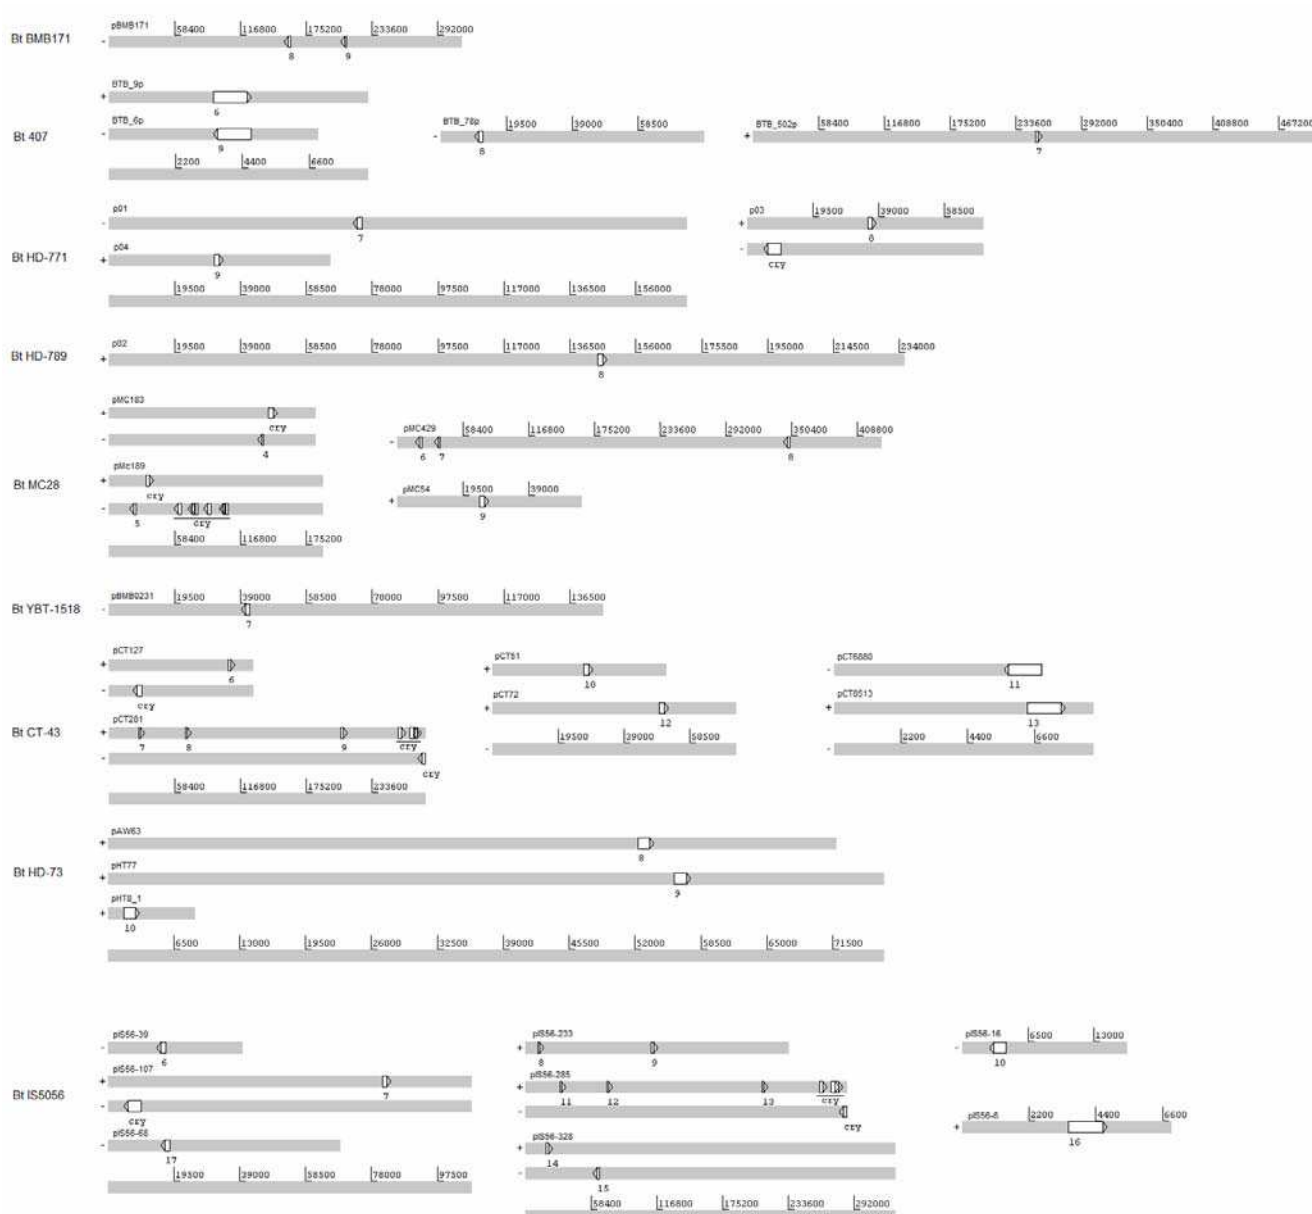 pBMB171 58400 116800 175200 233600 292000
Bt BMB171 -
8 9
BTB_9p
+
6
BTB_6p
Bt 407 -
9
2200 4400 6600
BTB_78p 19500 39000 58500
-
8
BTB_502p 58400 116800 175200 233600 292000 350400 408800 467200
+
7
p01
-
7
Bt HD-771
p04
+
9
19500 39000 58500 78000 97500 117000 136500 156000
p03 19500 39000 58500
+
8
-
cry
Bt HD-789
p02 19500 39000 58500 78000 97500 117000 136500 156000 175500 195000 214500 234000
+
8
pMC183
+
cry
-
4
Bt MC28
pMc189
+
cry
-
5 cry
58400 116800 175200
pMC429 58400 116800 175200 233600 292000 350400 408800
-
6 7 8
pMC54 19500 39000
+
9
Bt YBT-1518
pBMB0231 19500 39000 58500 78000 97500 117000 136500
-
7
Bt CT-43
pCT127
+
6
-
cry
pCT281
+
7 8 9 cry
-
cry
58400 116800 175200 233600
pCT51
+
10
pCT72
+
12
19500 39000 58500
-
pCT6880
-
11
pCT8513
+
13
2200 4400 6600
-
Bt HD-73
pAW63
+
8
pHT77
+
9
pHT8_1
+
10
6500 13000 19500 26000 32500 39000 45500 52000 58500 65000 71500
Bt IS5056
pIS56-39
-
6
pIS56-107
+
7
-
cry
pIS56-68
-
17
19500 39000 58500 78000 97500
pIS56-233
+
8 9
pIS56-285
+
11 12 13 cry
-
cry
pIS56-328
+
14
-
15
58400 116800 175200 233600 292000
pIS56-16 6500 13000
-
10
pIS56-6 2200 4400 6600
+
16